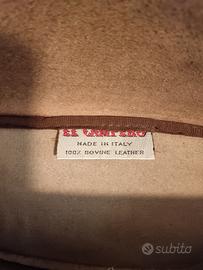 EL CAMPERO
MADE IN ITALY
100% BOVINE LEATHER
subito